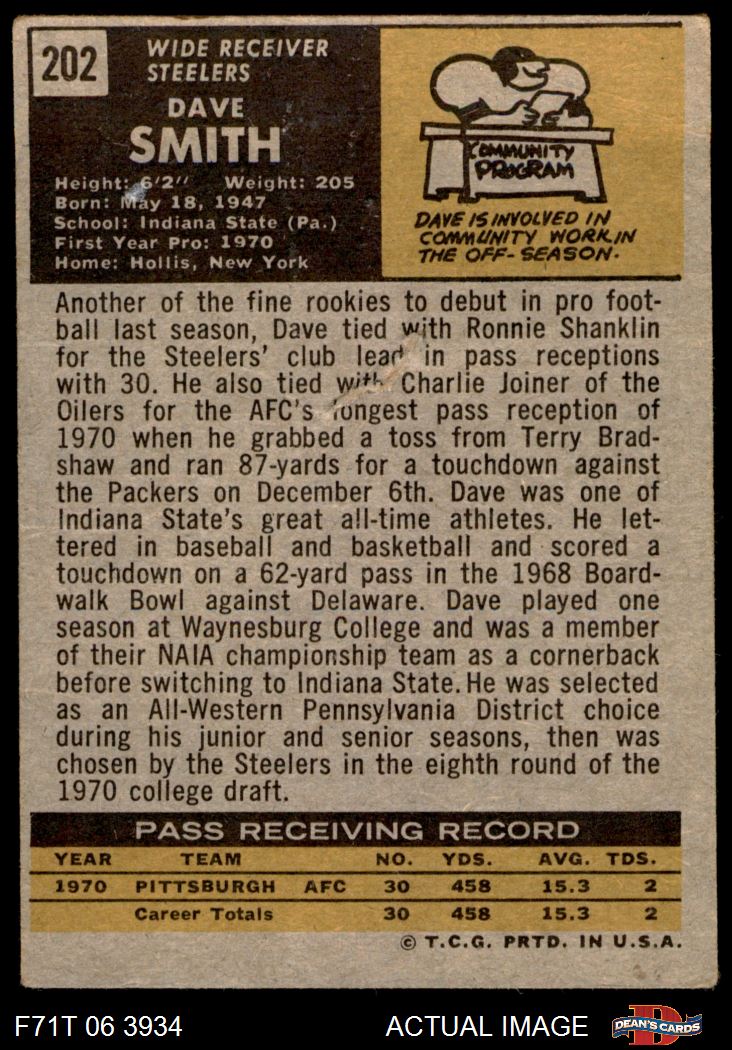 202
WIDE RECEIVER
STEELERS
DAVE
SMITH
Height: 6'2" Weight: 205
Born: May 18, 1947
School: Indiana State (Pa.)
First Year Pro: 1970
Home: Hollis, New York
COMMUNITY
PROGRAM
DAVE IS INVOLVED IN
COMMUNITY WORK IN
THE OFF-SEASON.
Another of the fine rookies to debut in pro foot-
ball last season, Dave tied with Ronnie Shanklin
for the Steelers' club lead in pass receptions
with 30. He also tied with Charlie Joiner of the
Oilers for the AFC's longest pass reception of
1970 when he grabbed a toss from Terry Brad-
shaw and ran 87-yards for a touchdown against
the Packers on December 6th. Dave was one of
Indiana State's great all-time athletes. He let-
tered in baseball and basketball and scored a
touchdown on a 62-yard pass in the 1968 Board-
walk Bowl against Delaware. Dave played one
season at Waynesburg College and was a member
of their NAIA championship team as a cornerback
before switching to Indiana State. He was selected
as an All-Western Pennsylvania District choice
during his junior and senior seasons, then was
chosen by the Steelers in the eighth round of the
1970 college draft.
PASS RECEIVING RECORD
YEAR TEAM NO. YDS. AVG. TDS.
1970 PITTSBURGH AFC 30 458 15.3 2
Career Totals 30 458 15.3 2
© T.C.G. PRTD. IN U.S.A.
F71T 06 3934 ACTUAL IMAGE D DEAN'S CARDS